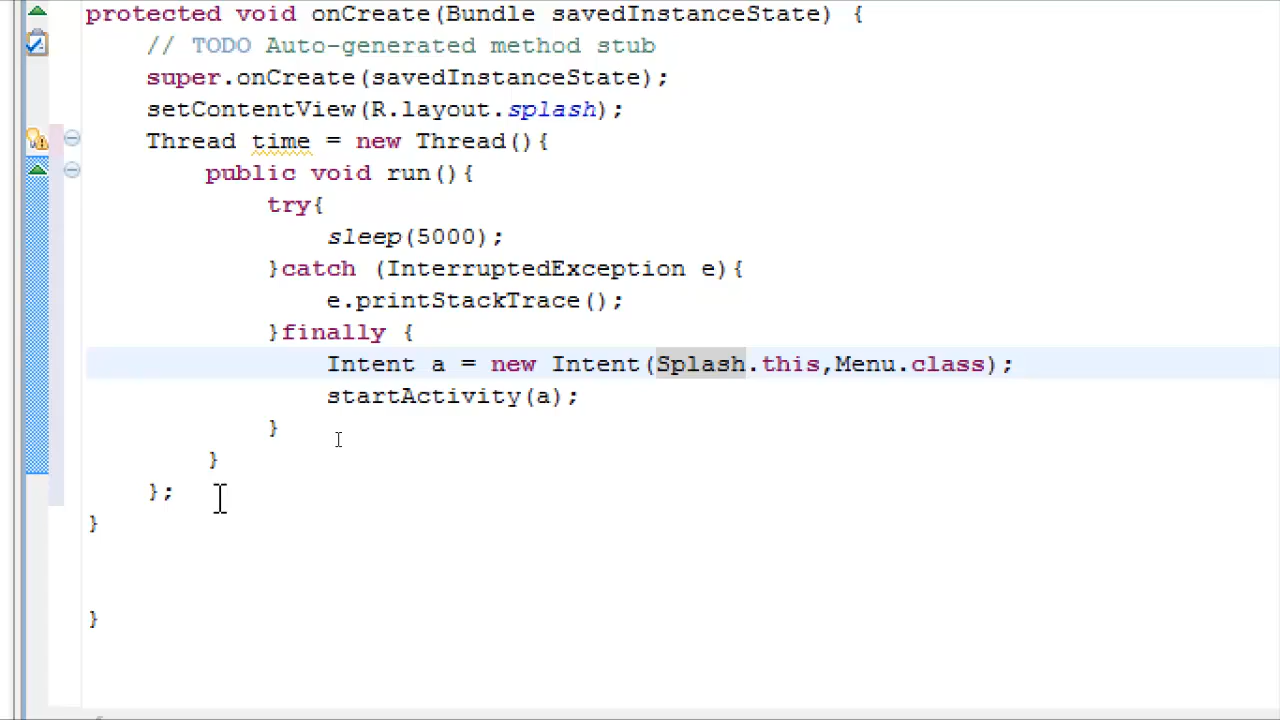 protected void onCreate(Bundle savedInstanceState) {
// TODO Auto-generated method stub
super.onCreate(savedInstanceState);
setContentView(R.layout.splash);
Thread time = new Thread(){
public void run(){
try{
sleep(5000);
}catch (InterruptedException e){
e.printStackTrace();
}finally {
Intent a = new Intent(Splash.this,Menu.class);
startActivity(a);
}
}
};
}
}